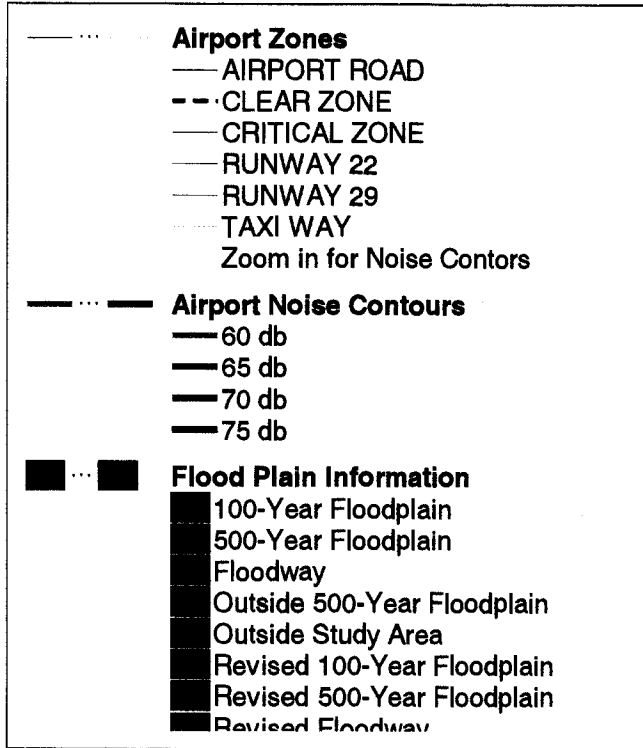 Airport Zones
AIRPORT ROAD
CLEAR ZONE
CRITICAL ZONE
RUNWAY 22
RUNWAY 29
TAXI WAY
Zoom in for Noise Contors
Airport Noise Contours
60 db
65 db
70 db
75 db
Flood Plain Information
100-Year Floodplain
500-Year Floodplain
Floodway
Outside 500-Year Floodplain
Outside Study Area
Revised 100-Year Floodplain
Revised 500-Year Floodplain
Revised Floodway